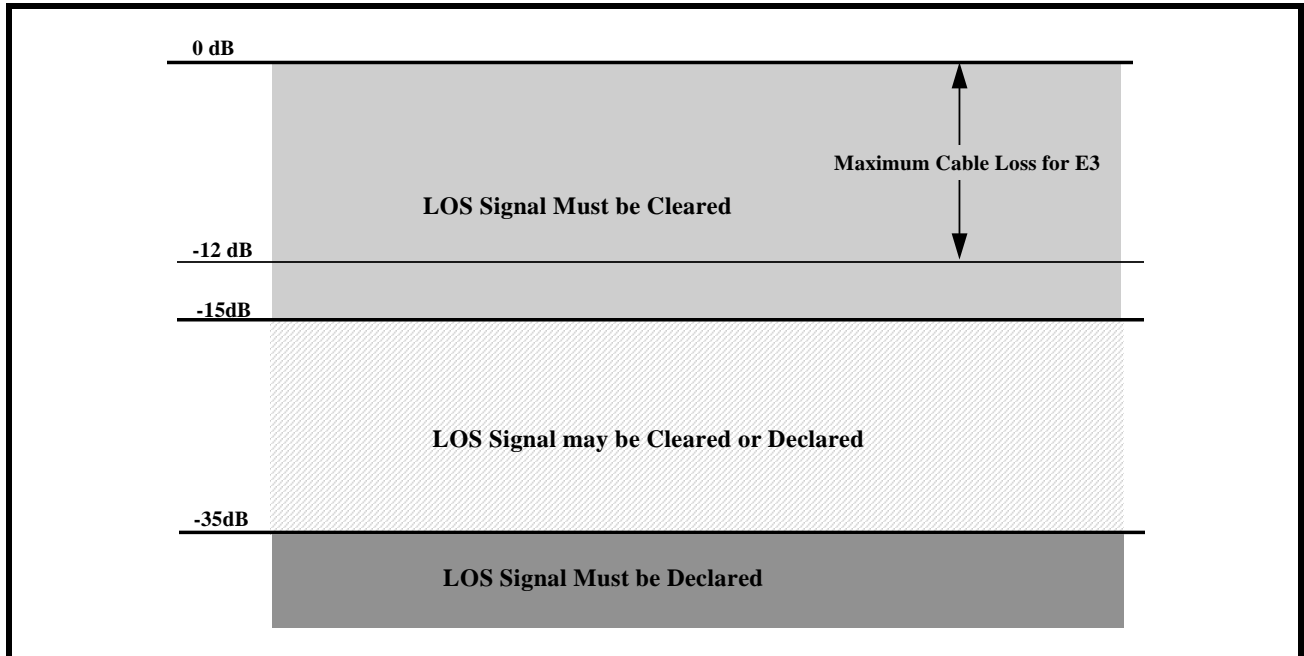 0 dB
Maximum Cable Loss for E3
LOS Signal Must be Cleared
-12 dB
-15dB
LOS Signal may be Cleared or Declared
-35dB
LOS Signal Must be Declared